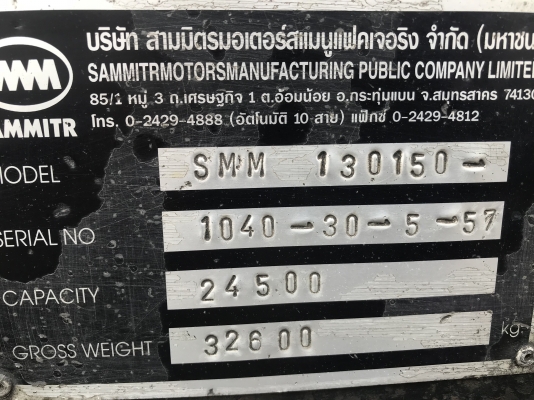 บริษัท สามมิตรมอเตอร์สแมนูแฟคเจอริง จำกัด (มหาชน
SAMMITRMOTORSMANUFACTURING PUBLIC COMPANY LIMITE
85/1 หมู่ 3 ถ.เศรษฐกิจ 1 ต.อ้อมน้อย อ.กระทุ่มแบน จ.สมุทรสาคร 74130
โทร. 0-2429-4888 (อัตโนมัติ 10 สาย) แฟ็กซ์ 0-2429-4812
SMM
AMMITR
MODEL SMM 130150-
SERIAL NO 1040-30-5-57
CAPACITY 24500
GROSS WEIGHT 32600 kg.